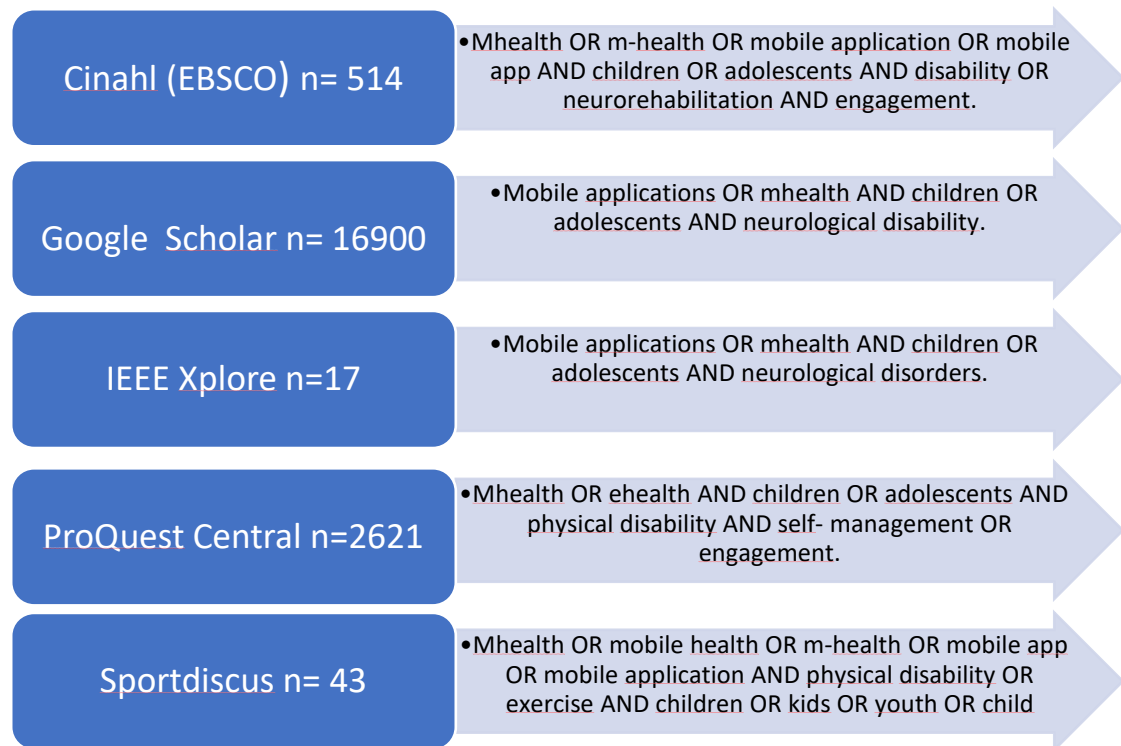 Cinahl (EBSCO) n= 514
•Mhealth OR m-health OR mobile application OR mobile
app AND children OR adolescents AND disability OR
neurorehabilitation AND engagement.
Google Scholar n= 16900
•Mobile applications OR mhealth AND children OR
adolescents AND neurological disability.
IEEE Xplore n=17
•Mobile applications OR mhealth AND children OR
adolescents AND neurological disorders.
ProQuest Central n=2621
•Mhealth OR ehealth AND children OR adolescents AND
physical disability AND self- management OR
engagement.
Sportdiscus n= 43
•Mhealth OR mobile health OR m-health OR mobile app
OR mobile application AND physical disability OR
exercise AND children OR kids OR youth OR child